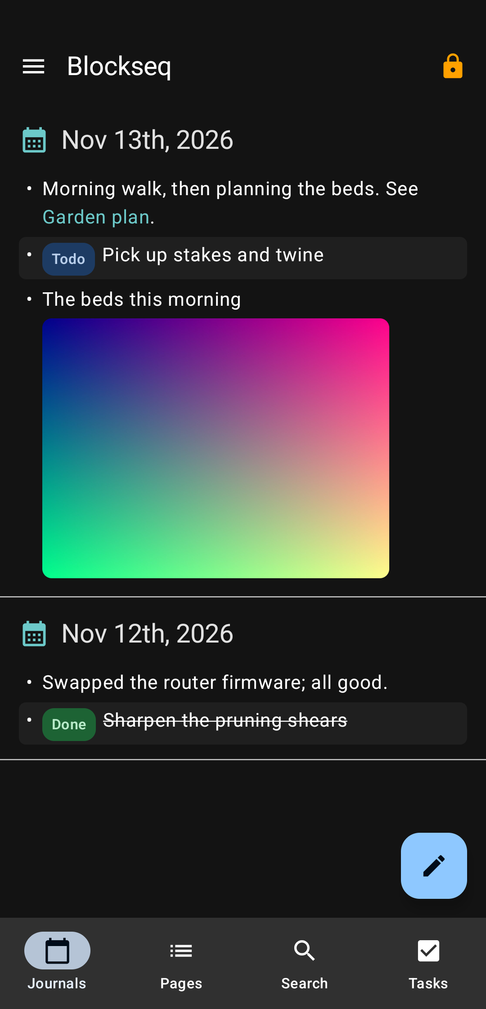 Blockseq
Nov 13th, 2026
• Morning walk, then planning the beds. See
Garden plan.
• Todo Pick up stakes and twine
• The beds this morning
Nov 12th, 2026
• Swapped the router firmware; all good.
• Done Sharpen the pruning shears
Journals Pages Search Tasks